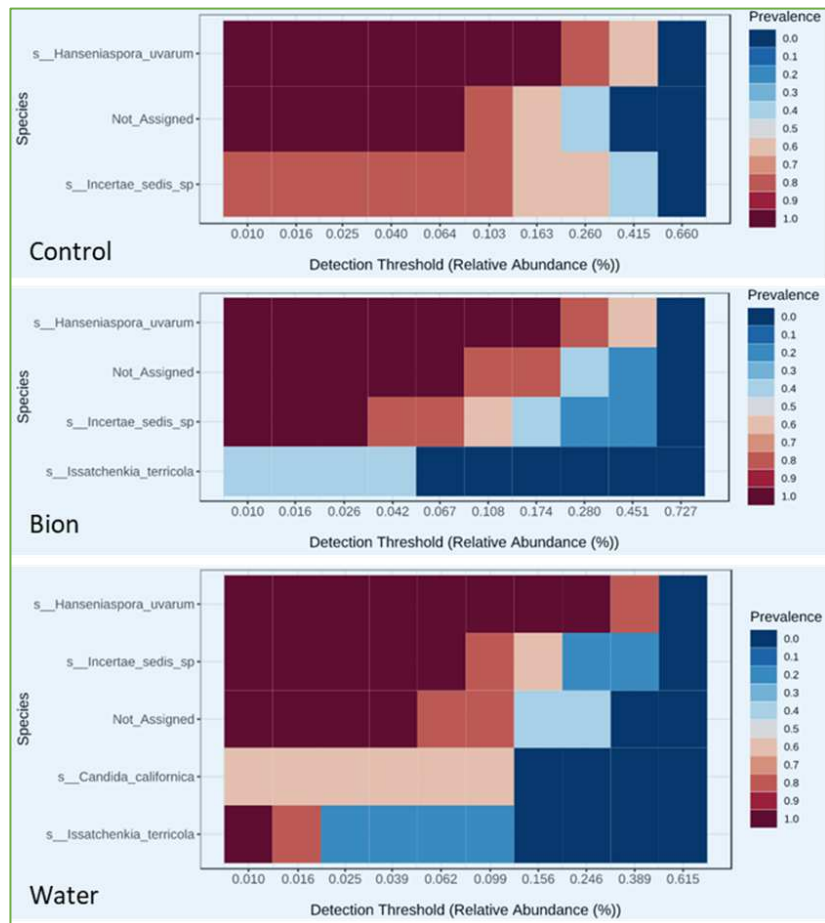 Prevalence
s__Hanseniaspora_uvarum
0.0
0.1
0.2
0.3
Not_Assigned
0.4
0.5
0.6
0.7
s__Incertae_sedis_sp
0.8
0.9
1.0
Species
0.010 0.016 0.025 0.040 0.064 0.103 0.163 0.260 0.415 0.660
Control
Detection Threshold (Relative Abundance (%))
Prevalence
s__Hanseniaspora_uvarum
0.0
0.1
0.2
Not_Assigned
0.3
0.4
0.5
s__Incertae_sedis_sp
0.6
0.7
0.8
s__Issatchenkia_terricola
0.9
1.0
Species
0.010 0.016 0.026 0.042 0.067 0.108 0.174 0.280 0.451 0.727
Bion
Detection Threshold (Relative Abundance (%))
s__Hanseniaspora_uvarum
Prevalence
0.0
s__Incertae_sedis_sp
0.1
0.2
0.3
Not_Assigned
0.4
0.5
0.6
s__Candida_californica
0.7
0.8
0.9
s__Issatchenkia_terricola
1.0
Species
0.010 0.016 0.025 0.039 0.062 0.099 0.156 0.246 0.389 0.615
Water
Detection Threshold (Relative Abundance (%))